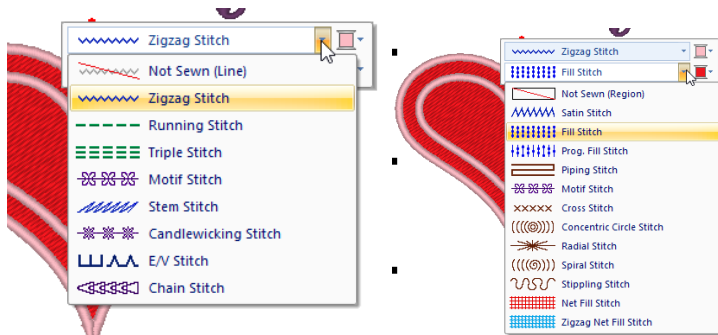 Zigzag Stitch
Not Sewn (Line)
Zigzag Stitch
Running Stitch
Triple Stitch
Motif Stitch
Stem Stitch
Candlewicking Stitch
E/V Stitch
Chain Stitch
Zigzag Stitch
Fill Stitch
Not Sewn (Region)
Satin Stitch
Fill Stitch
Prog. Fill Stitch
Piping Stitch
Motif Stitch
Cross Stitch
Concentric Circle Stitch
Radial Stitch
Spiral Stitch
Stippling Stitch
Net Fill Stitch
Zigzag Net Fill Stitch